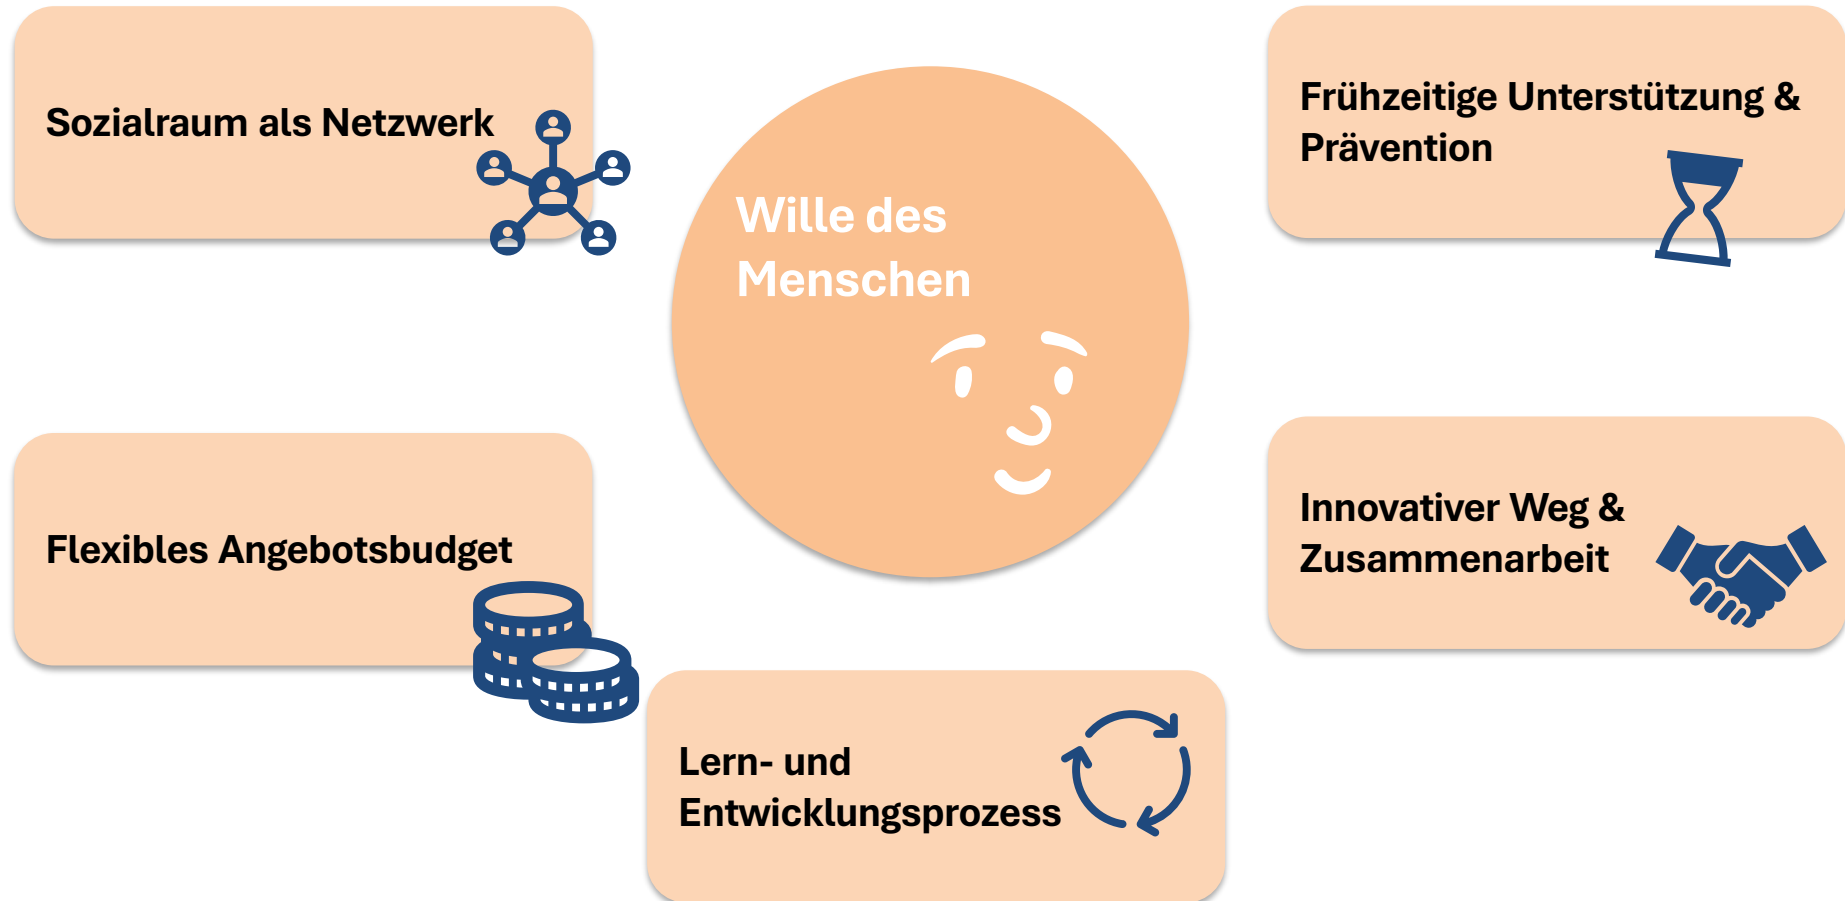 Sozialraum als Netzwerk
Wille des
Menschen
Frühzeitige Unterstützung &
Prävention
Flexibles Angebotsbudget
Innovativer Weg &
Zusammenarbeit
Lern- und
Entwicklungsprozess